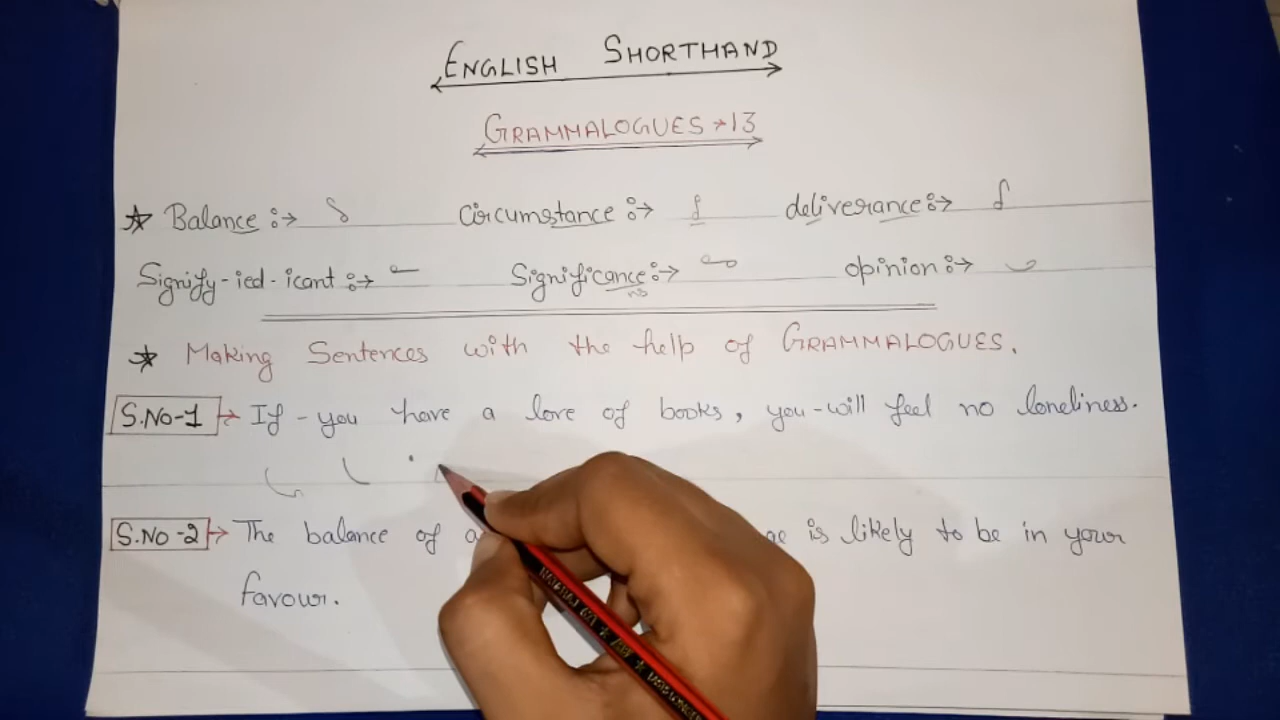 ENGLISH SHORTHAND
GRAMMALOGUES → 13
☆ Balance :→ Circumstance :→ deliverance :→
Signify-ied-icant :→ Significance :→ opinion :→
ns
☆ Making Sentences with the help of GRAMMALOGUES.
S.No-1 → If-you have a love of books, you-will feel no loneliness.
S.No-2 → The balance of is likely to be in your
favour.